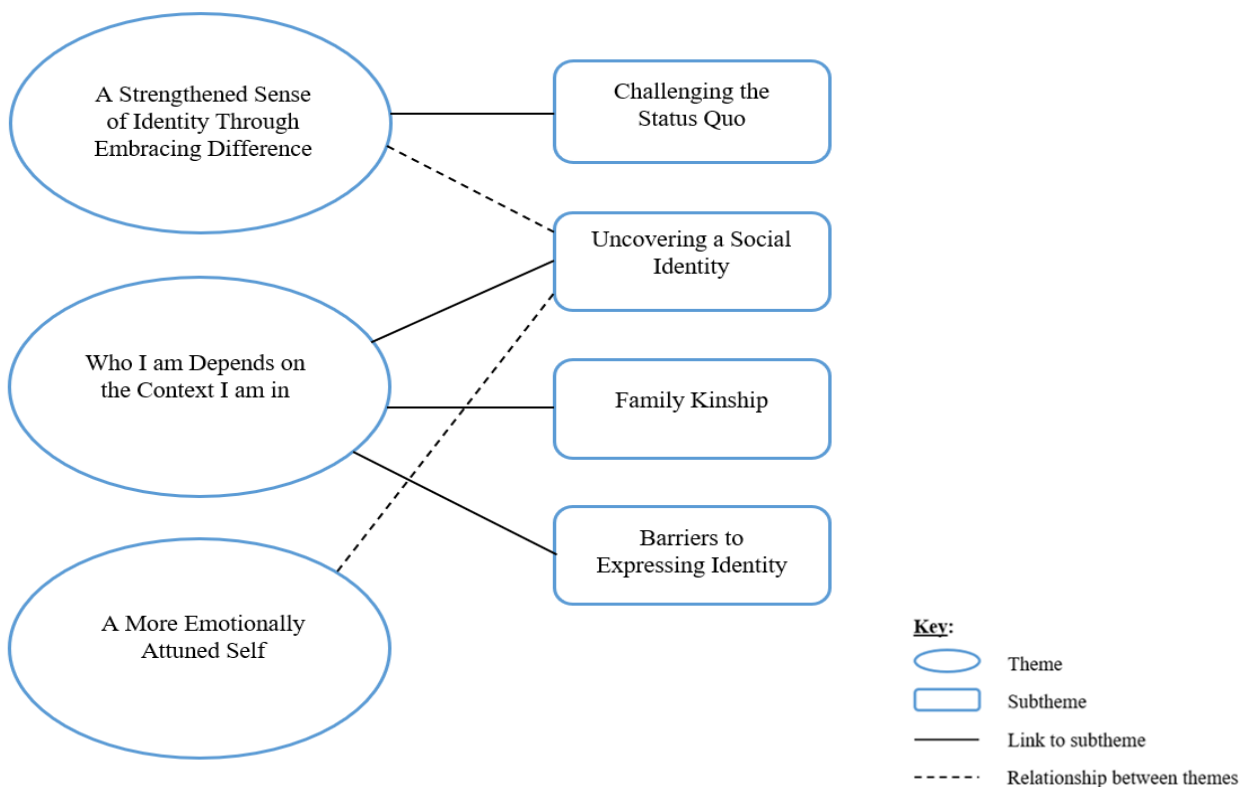 A Strengthened Sense
of Identity Through
Embracing Difference
Challenging the
Status Quo
Uncovering a Social
Identity
Who I am Depends on
the Context I am in
Family Kinship
Barriers to
Expressing Identity
A More Emotionally
Attuned Self
Key:
Theme
Subtheme
Link to subtheme
Relationship between themes